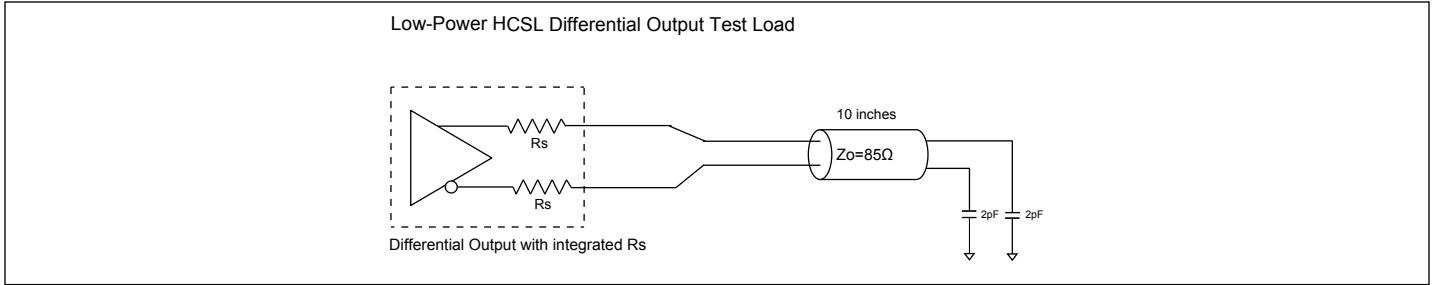 Low-Power HCSL Differential Output Test Load
10 inches
Rs
Zo=85Ω
Rs
2pF
2pF
Differential Output with integrated Rs